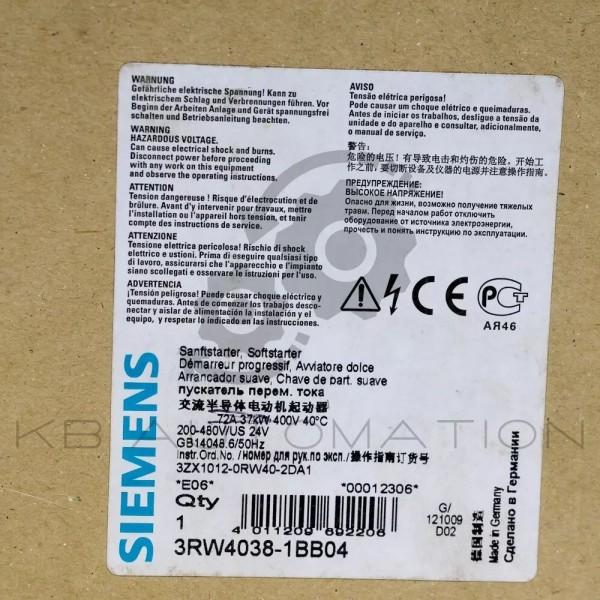 WARNUNG
Gefährliche elektrische Spannung! Kann zu
elektrischem Schlag und Verbrennungen führen. Vor
Beginn der Arbeiten Anlage und Gerät spannungsfrei
schalten und Betriebsanleitung beachten.
WARNING
HAZARDOUS VOLTAGE.
Can cause electrical shock and burns.
Disconnect power before proceeding
with any work on this equipment
and observe the operating instructions.
ATTENTION
Tension dangereuse ! Risque d'électrocution et de
brûlure. Avant d'y intervenir pour travaux, mettre
l'installation ou l'appareil hors tension, et tenir
compte des instructions de service.
ATTENZIONE
Tensione elettrica pericolosa! Rischio di shock
elettrico e ustioni. Prima di eseguire qualsiasi tipo
di lavoro, assicurarsi che l'apparecchio e l'impianto
siano scollegati e osservare le istruzioni per l'uso.
ADVERTENCIA
¡Tensión peligrosa! Puede causar choque eléctrico y
quemaduras. Antes de comenzar los trabajos desco-
nectar y aislar de alimentación la instalación y el
equipo, y respetar las indicaciones de las instrucciones.
AVISO
Tensão elétrica perigosa!
Pode causar um choque elétrico e queimaduras.
Antes de iniciar os trabalhos, desligue a tensão da
unidade e do aparelho e consultar, adicionalmente,
o manual de serviço.
警告:
危险的电压! 有导致电击和灼伤的危险。开始工
作之前, 要切断设备及仪器的电源并注意操作指南。
ПРЕДУПРЕЖДЕНИЕ:
ВЫСОКОЕ НАПРЯЖЕНИЕ!
Опасно для жизни, возможно получение тяжелых
травм. Перед началом работ отключить
оборудование от источника электроэнергии,
прочесть и понять инструкцию по эксплуатации.
CE
АЯ46
SIEMENS
Sanftstarter, Softstarter
Démarreur progressif, Avviatore dolce
Arrancador suave, Chave de part. suave
пускатель перем. тока
交流半导体电动机起动器
72A 37kW 400V 40°C
200-480V/US 24V
GB14048.6/50Hz
Instr.Ord.No./ Номер для рук.по эксп./操作指南订货号
3ZX1012-0RW40-2DA1
*E06* *00012306*
Qty
1
4 011209 692206
3RW4038-1BB04
G/
121009
D02
德国制造
Made in Germany
Сделано в Германии
KB AUTOMATION